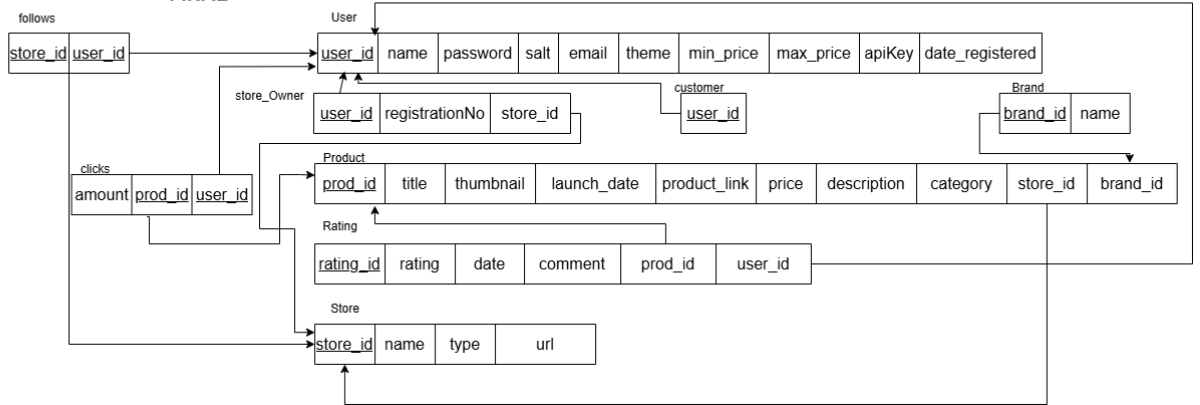 follows
User
store_id user_id
user_id name password salt email theme min_price max_price apiKey date_registered
store_Owner
customer
Brand
user_id registrationNo store_id
user_id
brand_id name
clicks
Product
amount prod_id user_id
prod_id title thumbnail launch_date product_link price description category store_id brand_id
Rating
rating_id rating date comment prod_id user_id
Store
store_id name type url